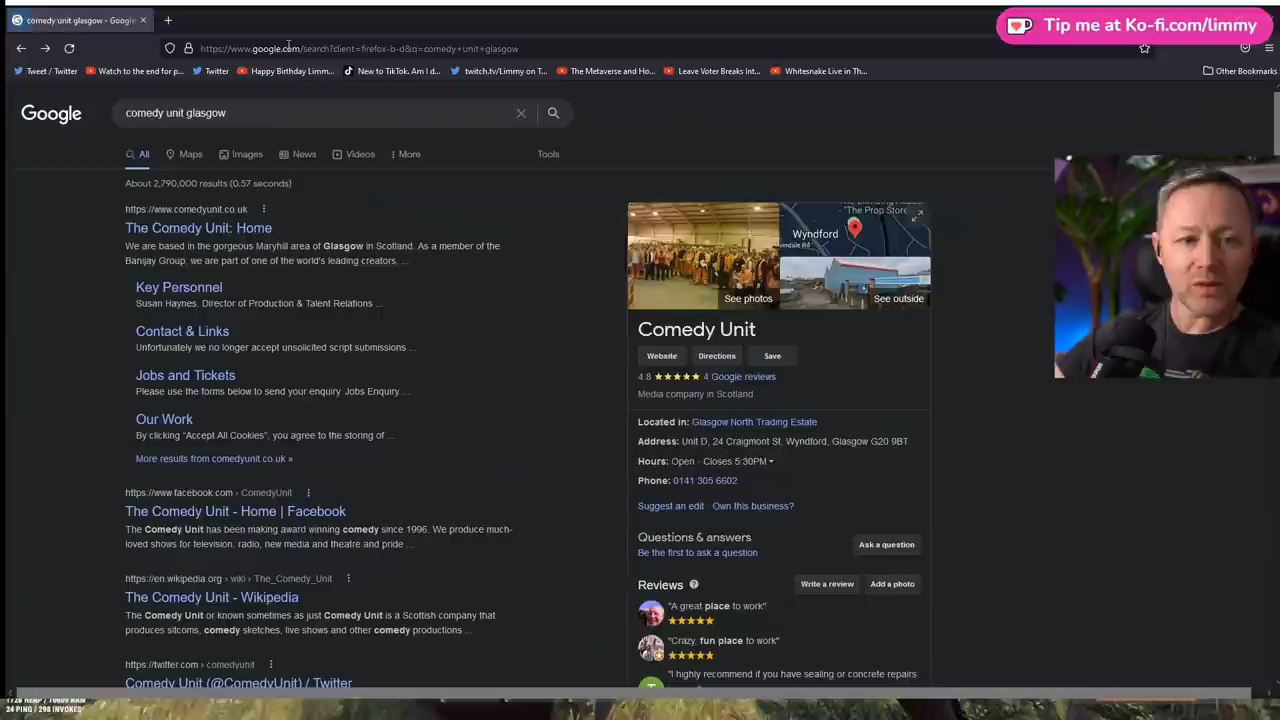 comedy unit glasgow - Google
Tip me at Ko-fi.com/limmy
https://www.google.com/search?client=firefox-b-d&q=comedy+unit+glasgow
Tweet / Twitter
Watch to the end for p...
Twitter
Happy Birthday Limm...
New to TikTok. Am I d...
twitch.tv/Limmy on T...
The Metaverse and Ho...
Leave Voter Breaks Int...
Whitesnake Live in Th...
Other Bookmarks
Google
comedy unit glasgow
All
Maps
Images
News
Videos
More
Tools
About 2,790,000 results (0.57 seconds)
https://www.comedyunit.co.uk
The Comedy Unit: Home
We are based in the gorgeous Maryhill area of Glasgow in Scotland. As a member of the
Banijay Group, we are part of one of the world's leading creators, ...
Key Personnel
Susan Haynes. Director of Production & Talent Relations ...
Contact & Links
Unfortunately we no longer accept unsolicited script submissions ...
Jobs and Tickets
Please use the forms below to send your enquiry. Jobs Enquiry ...
Our Work
By clicking "Accept All Cookies", you agree to the storing of ...
More results from comedyunit.co.uk »
https://www.facebook.com › ComedyUnit
The Comedy Unit - Home | Facebook
The Comedy Unit has been making award winning comedy since 1996. We produce much-
loved shows for television, radio, new media and theatre and pride ...
https://en.wikipedia.org › wiki › The_Comedy_Unit
The Comedy Unit - Wikipedia
The Comedy Unit or known sometimes as just Comedy Unit is a Scottish company that
produces sitcoms, comedy sketches, live shows and other comedy productions ...
https://twitter.com › comedyunit
Comedy Unit (@ComedyUnit) / Twitter
"The Prop Store"
Wyndford
See photos
See outside
Comedy Unit
Website
Directions
Save
4.8 ★★★★★ 4 Google reviews
Media company in Scotland
Located in: Glasgow North Trading Estate
Address: Unit D, 24 Craigmont St, Wyndford, Glasgow G20 9BT
Hours: Open · Closes 5:30PM
Phone: 0141 305 6602
Suggest an edit · Own this business?
Questions & answers
Be the first to ask a question
Ask a question
Reviews
Write a review
Add a photo
"A great place to work"
"Crazy, fun place to work"
"I highly recommend if you have sealing or concrete repairs
24 PING / 298 INVOKES